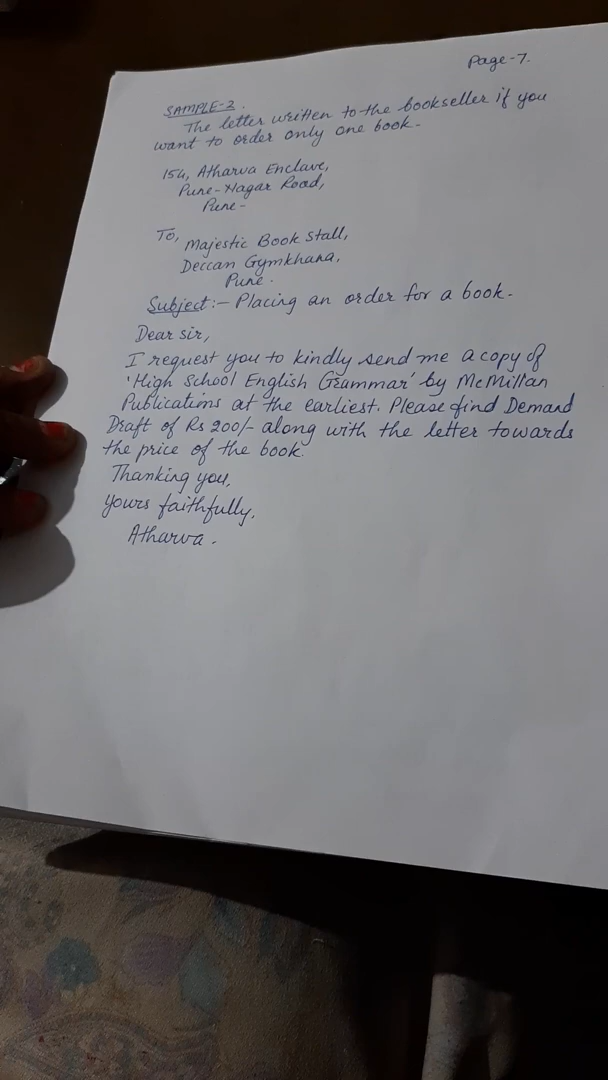 Page-7.
SAMPLE-2.
The letter written to the bookseller if you
want to order only one book.
154, Atharva Enclave,
Pune-Nagar Road,
Pune-
To,
Majestic Book Stall,
Deccan Gymkhana,
Pune.
Subject:- Placing an order for a book.
Dear sir,
I request you to kindly send me a copy of
'High School English Grammar' by McMillan
Publications at the earliest. Please find Demand
Draft of Rs 200/- along with the letter towards
the price of the book.
Thanking you,
yours faithfully,
Atharva.